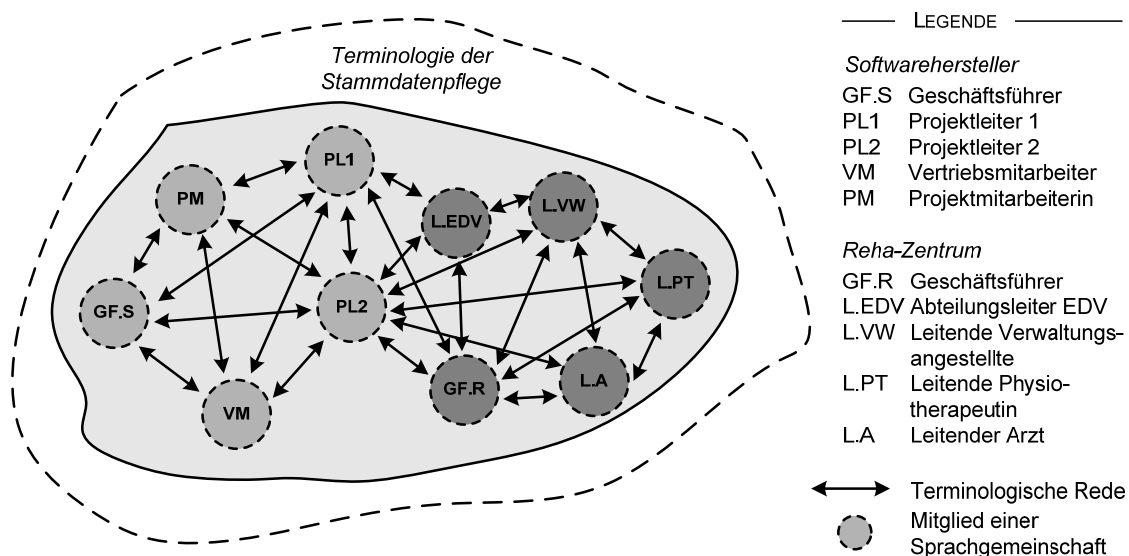 Terminologie der
Stammdatenpflege
PL1
PM
L.EDV
L.VW
L.PT
GF.S
PL2
GF.R
L.A
VM
LEGENDE
Softwarehersteller
GF.S Geschäftsführer
PL1 Projektleiter 1
PL2 Projektleiter 2
VM Vertriebsmitarbeiter
PM Projektmitarbeiterin
Reha-Zentrum
GF.R Geschäftsführer
L.EDV Abteilungsleiter EDV
L.VW Leitende Verwaltungs-
angestellte
L.PT Leitende Physio-
therapeutin
L.A Leitender Arzt
Terminologische Rede
Mitglied einer
Sprachgemeinschaft